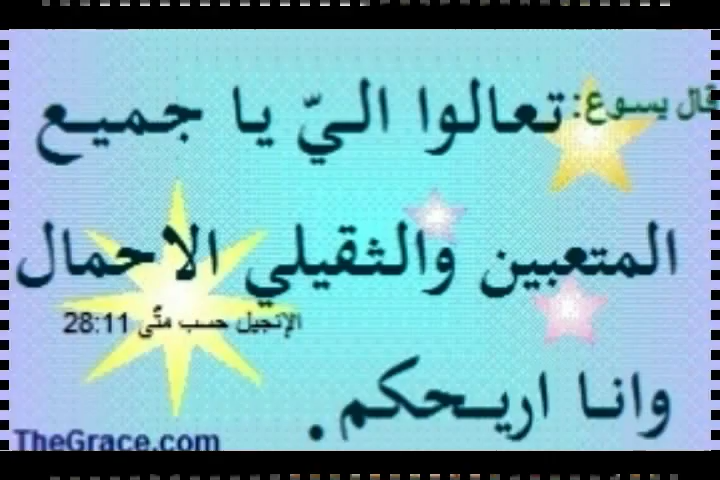 قال يسوع: تعالوا اليّ يا جميع
المتعبين والثقيلي الاحمال
الإنجيل حسب متّى 28:11
وانا اريحكم.
TheGrace.com